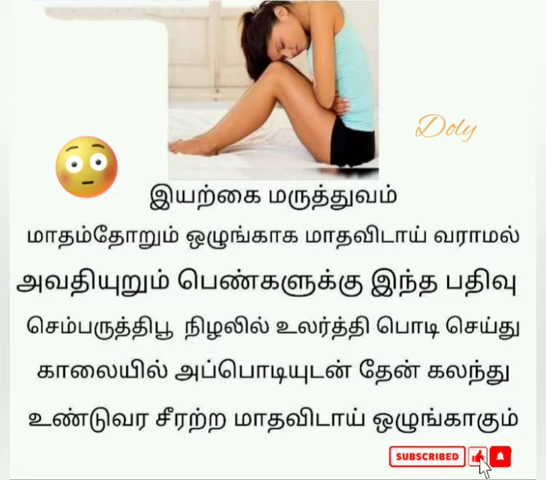 Doly
இயற்கை மருத்துவம்
மாதம்தோறும் ஒழுங்காக மாதவிடாய் வராமல்
அவதியுறும் பெண்களுக்கு இந்த பதிவு
செம்பருத்திபூ நிழலில் உலர்த்தி பொடி செய்து
காலையில் அப்பொடியுடன் தேன் கலந்து
உண்டுவர சீரற்ற மாதவிடாய் ஒழுங்காகும்
SUBSCRIBED